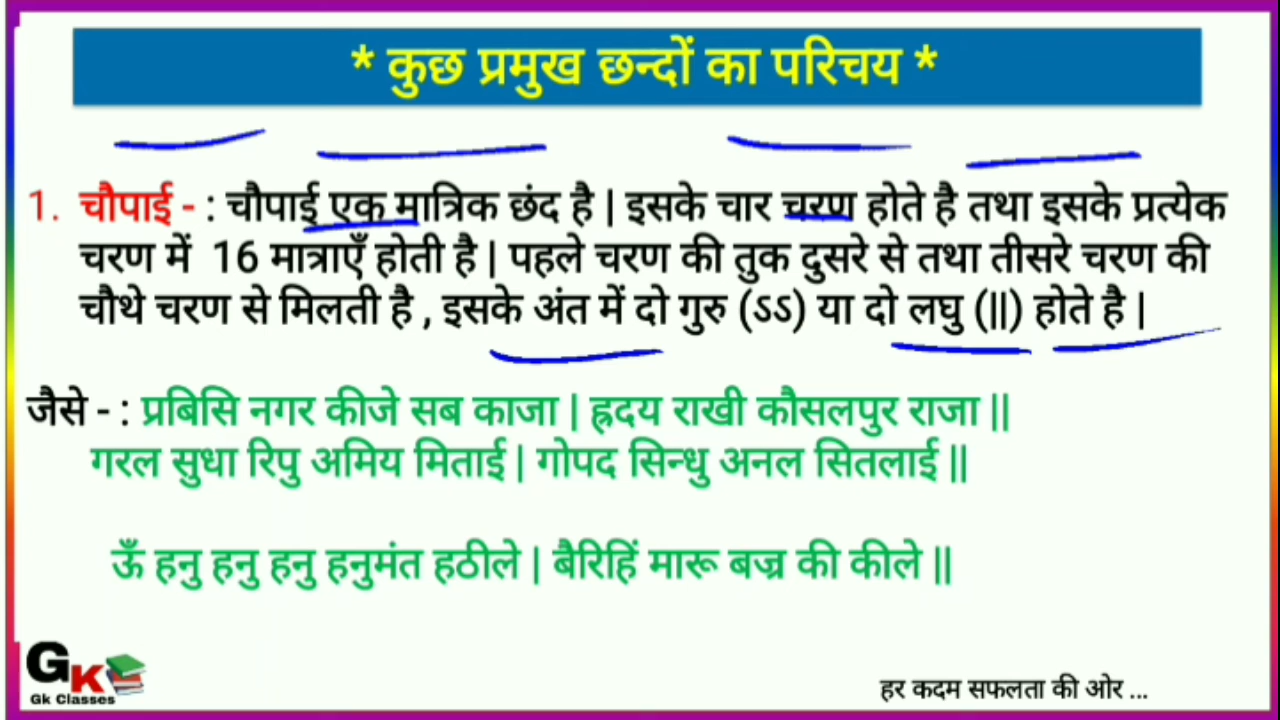 * कुछ प्रमुख छन्दों का परिचय *
1. चौपाई - : चौपाई एक मात्रिक छंद है | इसके चार चरण होते है तथा इसके प्रत्येक
चरण में 16 मात्राएँ होती है | पहले चरण की तुक दुसरे से तथा तीसरे चरण की
चौथे चरण से मिलती है , इसके अंत में दो गुरु (ऽऽ) या दो लघु (||) होते है |
जैसे - : प्रबिसि नगर कीजे सब काजा | ह्रदय राखी कौसलपुर राजा ||
गरल सुधा रिपु अमिय मिताई | गोपद सिन्धु अनल सितलाई ||
ऊँ हनु हनु हनु हनुमंत हठीले | बैरिहिं मारू बज्र की कीले ||
GK
Gk Classes
हर कदम सफलता की ओर ...